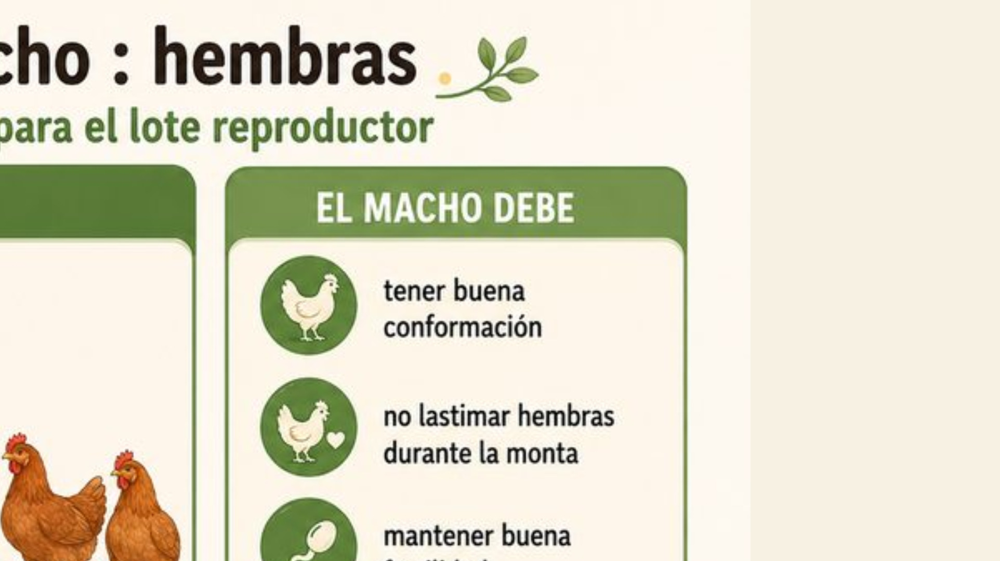 cho : hembras
para el lote reproductor
EL MACHO DEBE
tener buena
conformación
no lastimar hembras
durante la monta
mantener buena